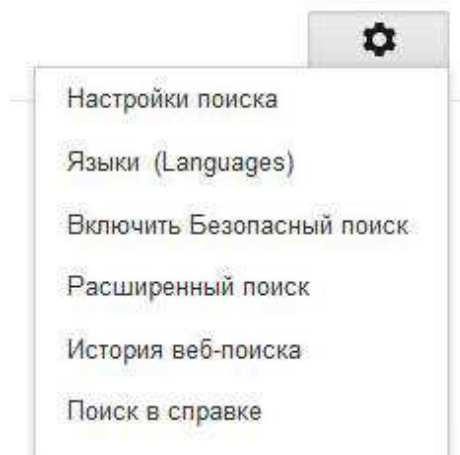 Настройки поиска
Языки (Languages)
Включить Безопасный поиск
Расширенный поиск
История веб-поиска
Поиск в справке